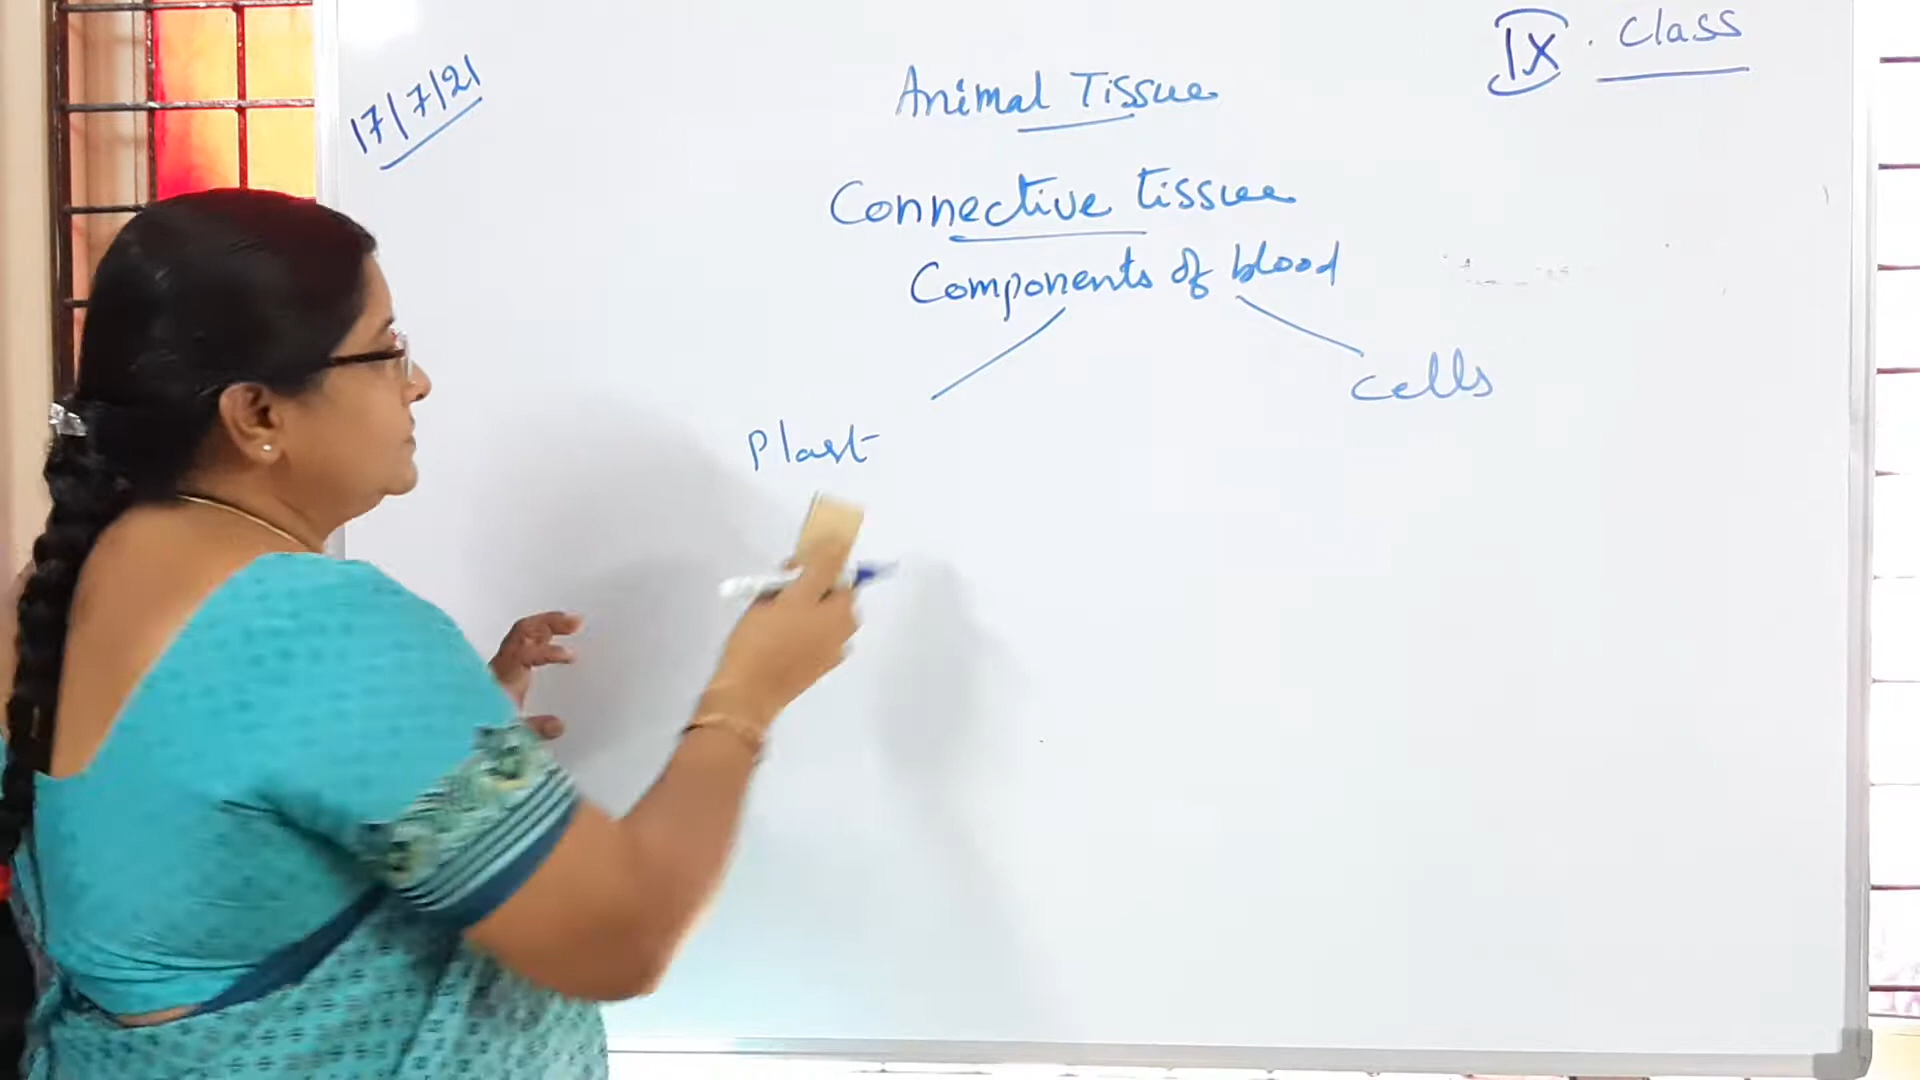 17/7/21
IX. Class
Animal Tissue
Connective tissue
Components of blood
cells
Plast